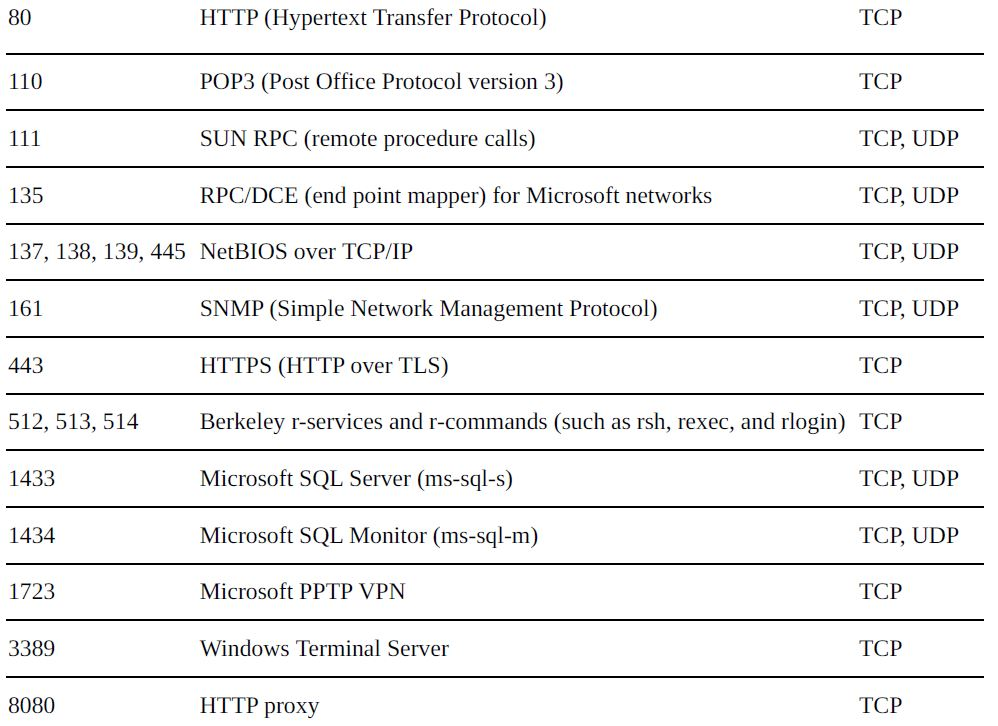 80 HTTP (Hypertext Transfer Protocol) TCP
110 POP3 (Post Office Protocol version 3) TCP
111 SUN RPC (remote procedure calls) TCP, UDP
135 RPC/DCE (end point mapper) for Microsoft networks TCP, UDP
137, 138, 139, 445 NetBIOS over TCP/IP TCP, UDP
161 SNMP (Simple Network Management Protocol) TCP, UDP
443 HTTPS (HTTP over TLS) TCP
512, 513, 514 Berkeley r-services and r-commands (such as rsh, rexec, and rlogin) TCP
1433 Microsoft SQL Server (ms-sql-s) TCP, UDP
1434 Microsoft SQL Monitor (ms-sql-m) TCP, UDP
1723 Microsoft PPTP VPN TCP
3389 Windows Terminal Server TCP
8080 HTTP proxy TCP